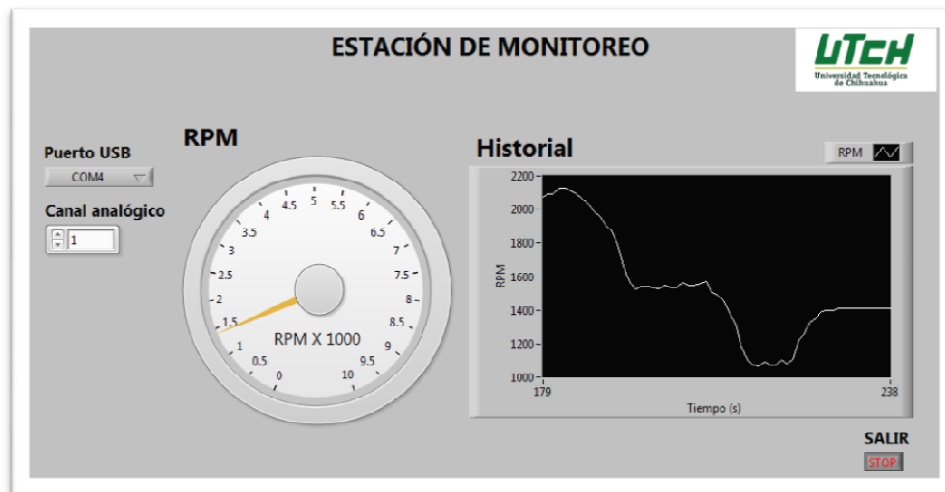 ESTACIÓN DE MONITOREO
UTCH
Universidad Tecnológica
de Chihuahua
Puerto USB
COM4
Canal analógico
1
RPM
0
0.5
1
1.5
2
2.5
3
3.5
4
4.5
5
5.5
6
6.5
7
7.5
8
8.5
9
9.5
10
RPM X 1000
Historial
RPM
2200
2000
1800
1600
1400
1200
1000
RPM
179
238
Tiempo (s)
SALIR
STOP